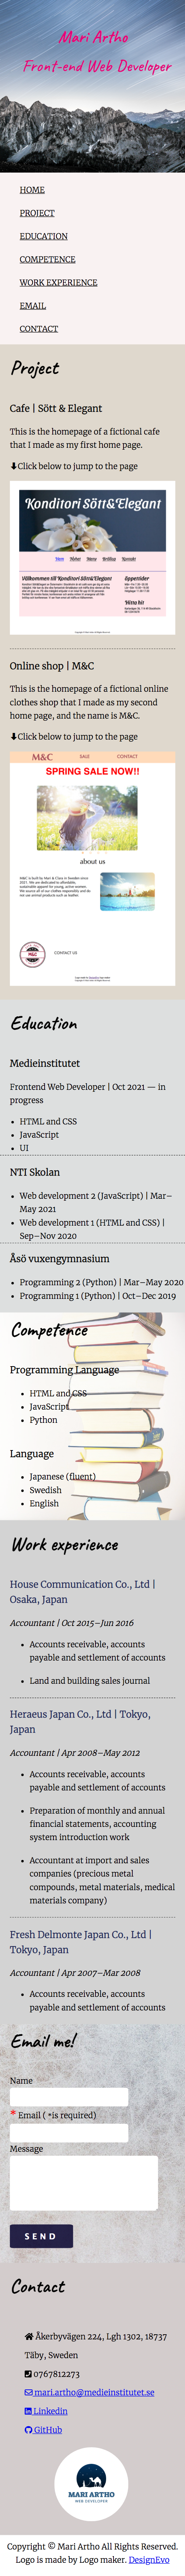 Mari Artho
Front-end Web Developer
HOME
PROJECT
EDUCATION
COMPETENCE
WORK EXPERIENCE
EMAIL
CONTACT
Project
Cafe | Sött & Elegant
This is the homepage of a fictional cafe
that I made as my first home page.
Click below to jump to the page
Konditori Sött&Elegant
Välkommen till Konditori Sött&Elegant
Öppettider
Hitta hit
Online shop | M&C
This is the homepage of a fictional online
clothes shop that I made as my second
home page, and the name is M&C.
Click below to jump to the page
M&C SALE CONTACT
SPRING SALE NOW!!
about us
M&C
CONTACT US
Education
Medieinstitutet
Frontend Web Developer | Oct 2021 — in
progress
• HTML and CSS
• JavaScript
• UI
NTI Skolan
• Web development 2 (JavaScript) | Mar–
May 2021
• Web development 1 (HTML and CSS) |
Sep–Nov 2020
Åsö vuxengymnasium
• Programming 2 (Python) | Mar–May 2020
• Programming 1 (Python) | Oct–Dec 2019
Competence
Programming Language
• HTML and CSS
• JavaScript
• Python
Language
• Japanese (fluent)
• Swedish
• English
Work experience
House Communication Co., Ltd |
Osaka, Japan
Accountant | Oct 2015–Jun 2016
• Accounts receivable, accounts
payable and settlement of accounts
• Land and building sales journal
Heraeus Japan Co., Ltd | Tokyo,
Japan
Accountant | Apr 2008–May 2012
• Accounts receivable, accounts
payable and settlement of accounts
• Preparation of monthly and annual
financial statements, accounting
system introduction work
• Accountant at import and sales
companies (precious metal
compounds, metal materials, medical
materials company)
Fresh Delmonte Japan Co., Ltd |
Tokyo, Japan
Accountant | Apr 2007–Mar 2008
• Accounts receivable, accounts
payable and settlement of accounts
Email me!
Name
* Email ( *is required)
Message
SEND
Contact
Åkerbyvägen 224, Lgh 1302, 18737
Täby, Sweden
0767812273
mari.artho@medieinstitutet.se
Linkedin
GitHub
MARI ARTHO
WEB DEVELOPER
Copyright © Mari Artho All Rights Reserved.
Logo is made by Logo maker. DesignEvo